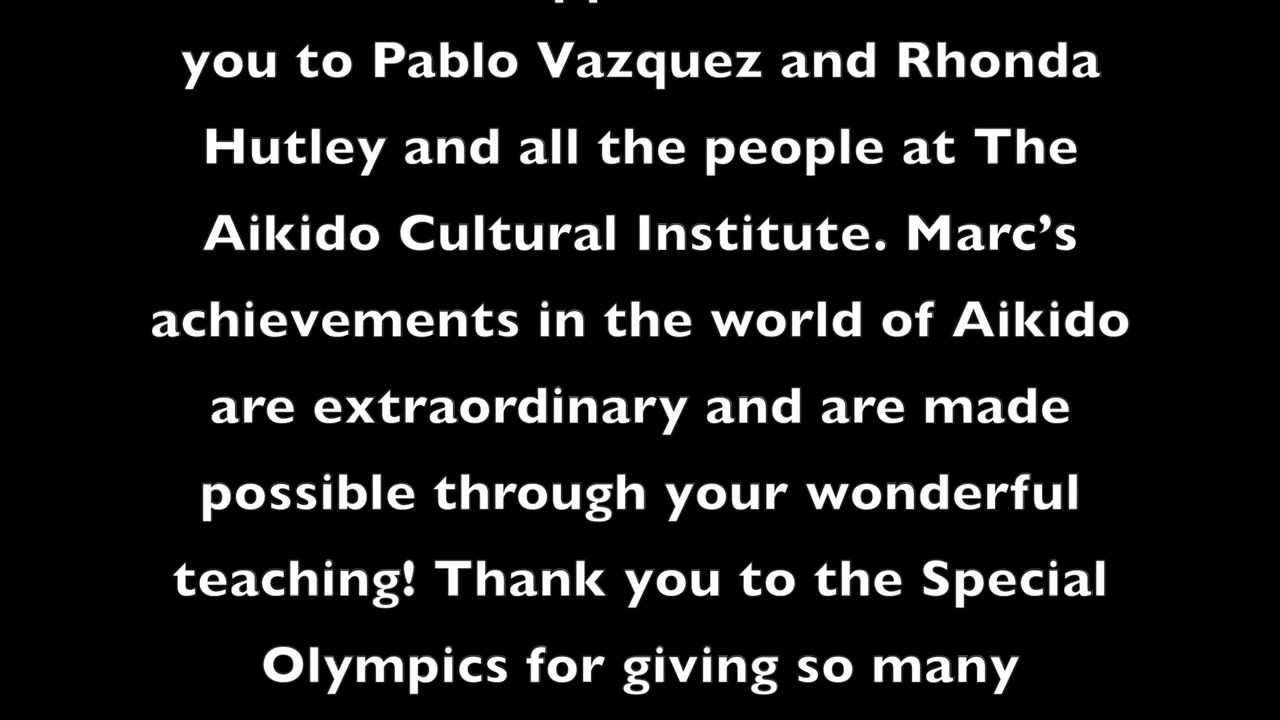 you to Pablo Vazquez and Rhonda
Hutley and all the people at The
Aikido Cultural Institute. Marc’s
achievements in the world of Aikido
are extraordinary and are made
possible through your wonderful
teaching! Thank you to the Special
Olympics for giving so many